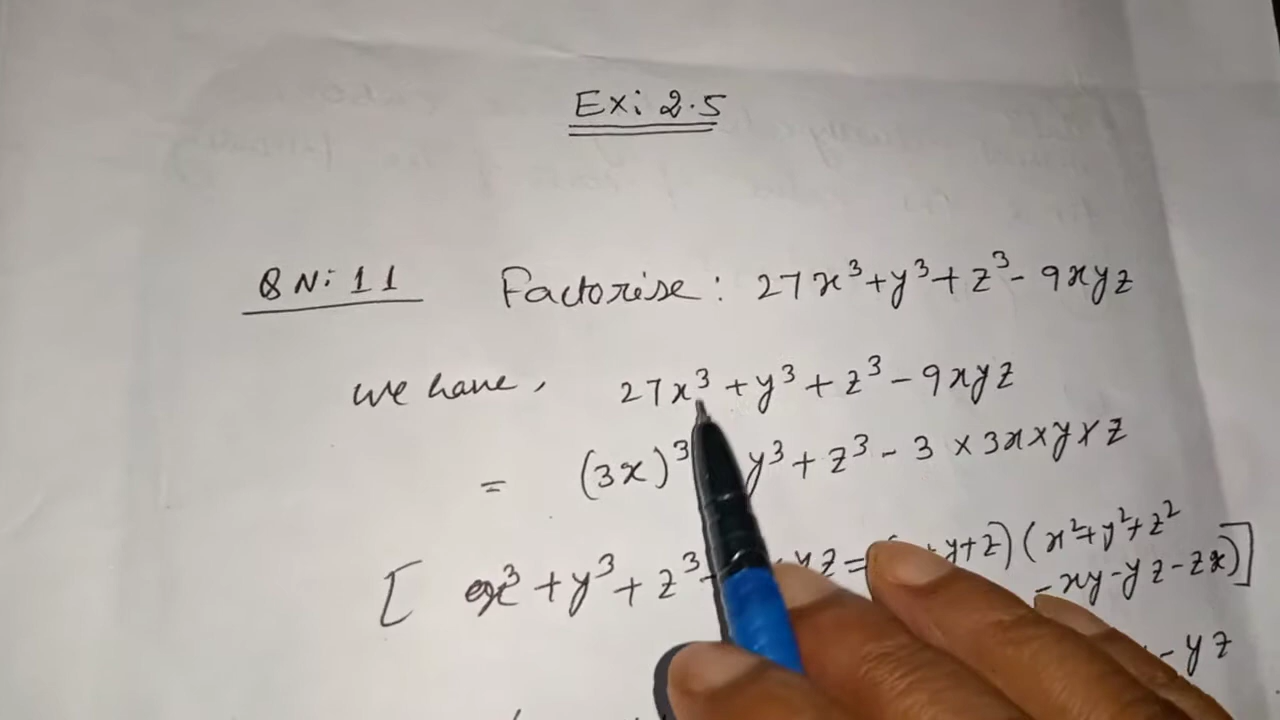 Ex: 2.5
Q N: 11 Factorise: 27x³+y³+z³-9xyz
We have, 27x³+y³+z³-9xyz
= (3x)³ y³+z³-3×3x×y×z
[ x³+y³+z³- yz= +y+z) (x²+y²+z²
-xy-yz-zx)]
-yz